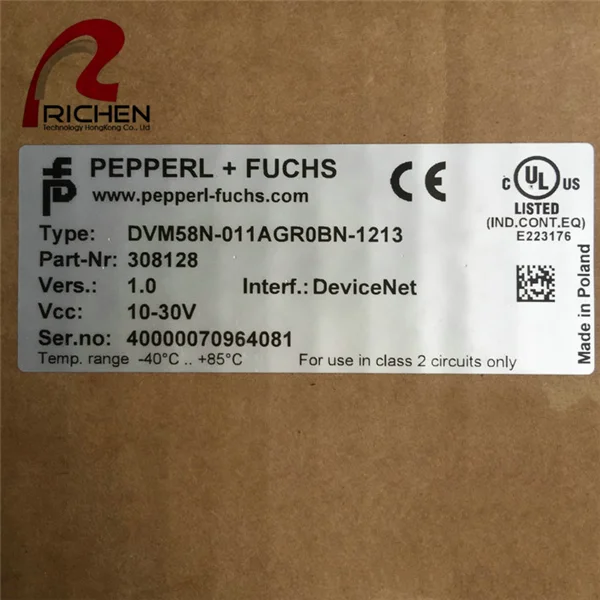 RICHEN
Technology HongKong Co., Ltd
PEPPERL + FUCHS
www.pepperl-fuchs.com
CE
C UL US
LISTED
(IND.CONT.EQ)
E223176
Type: DVM58N-011AGR0BN-1213
Part-Nr: 308128
Vers.: 1.0 Interf.: DeviceNet
Vcc: 10-30V
Ser.no: 40000070964081
Temp. range -40°C .. +85°C For use in class 2 circuits only
Made in Poland